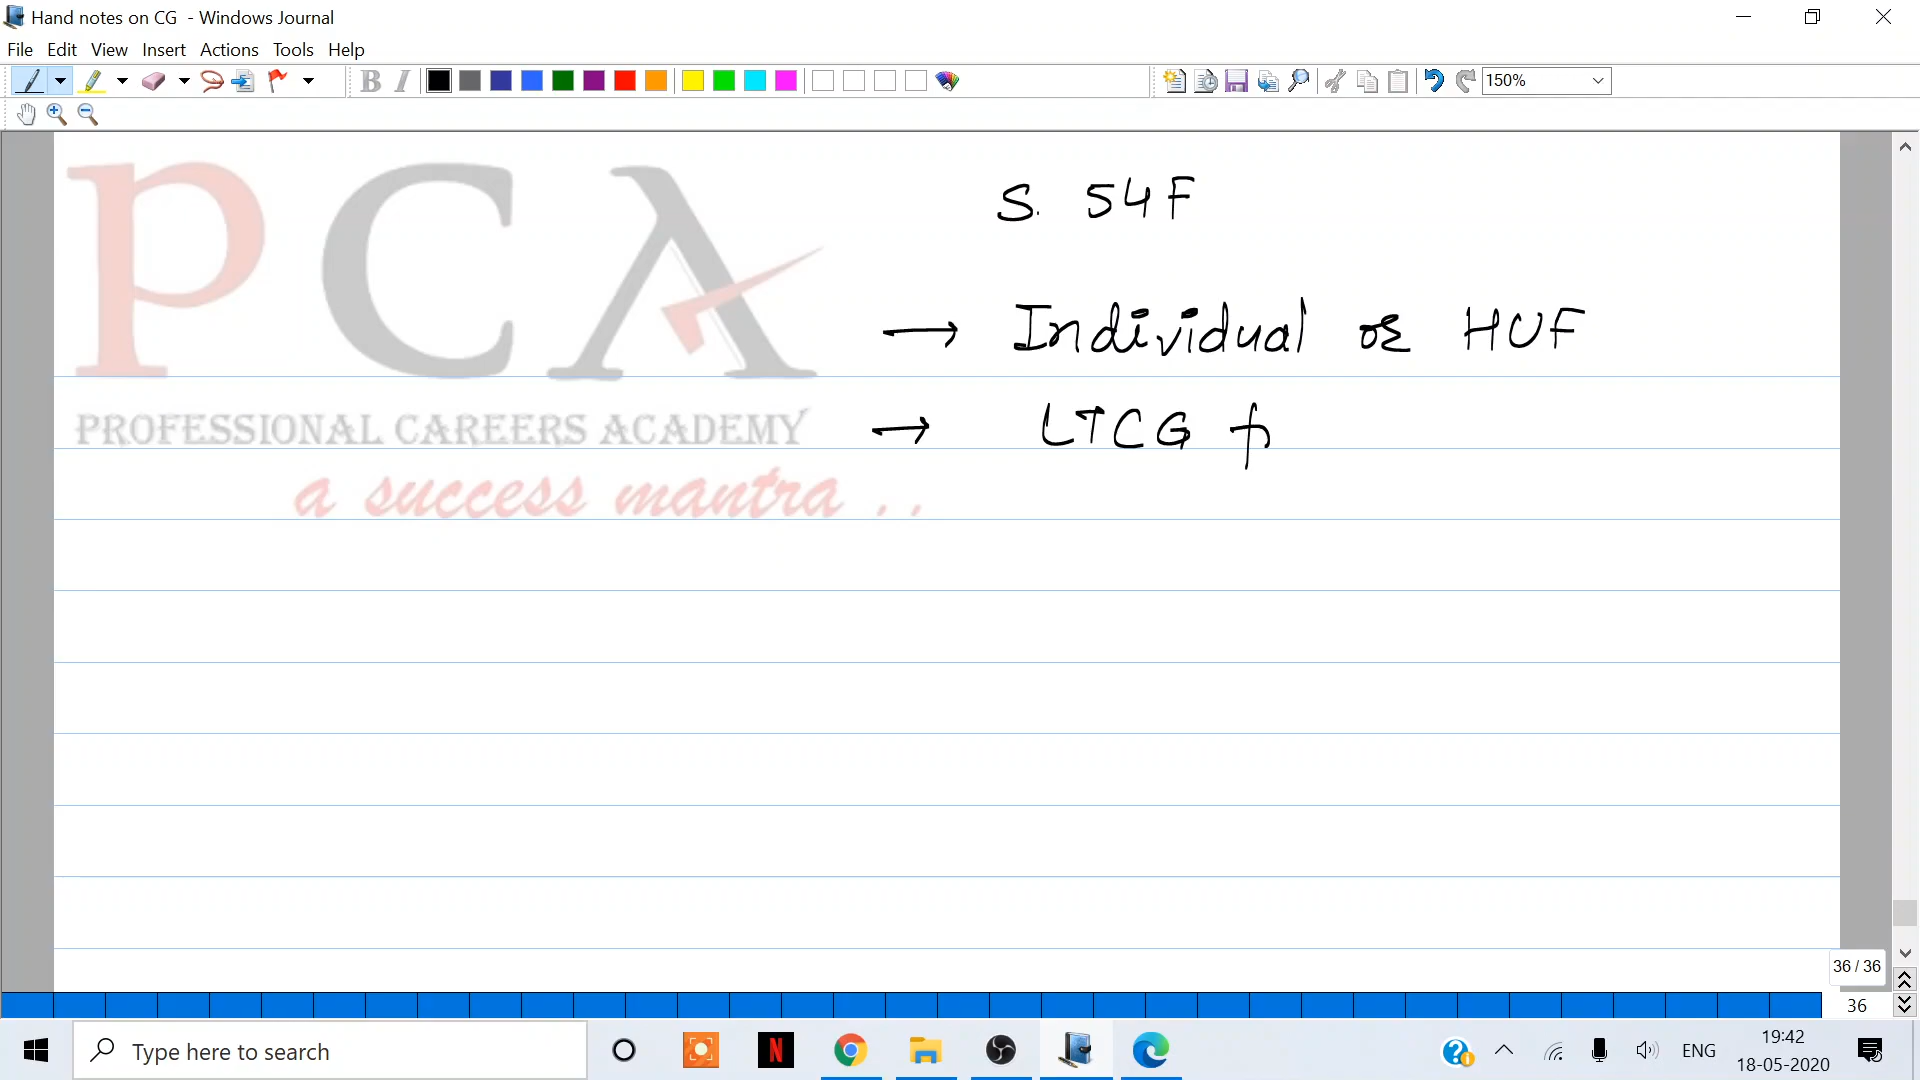 Hand notes on CG - Windows Journal
File Edit View Insert Actions Tools Help
B I 150%
S. 54F
→ Individual or HUF
→ LTCG f
PCA
PROFESSIONAL CAREERS ACADEMY
a success mantra . .
36 / 36
36
Type here to search
N
ENG
19:42
18-05-2020